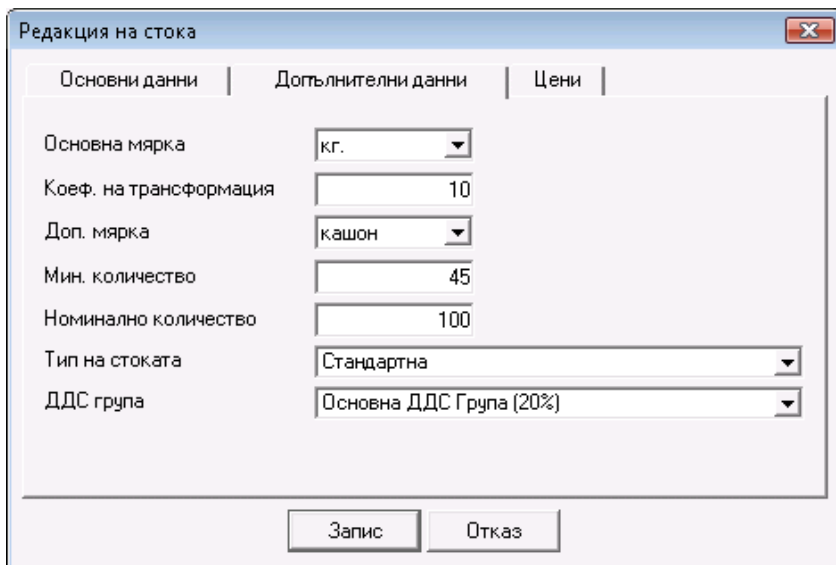 Редакция на стока
Основни данни Допълнителни данни Цени
Основна мярка кг.
Коеф. на трансформация 10
Доп. мярка кашон
Мин. количество 45
Номинално количество 100
Тип на стоката Стандартна
ДДС група Основна ДДС Група (20%)
Запис Отказ